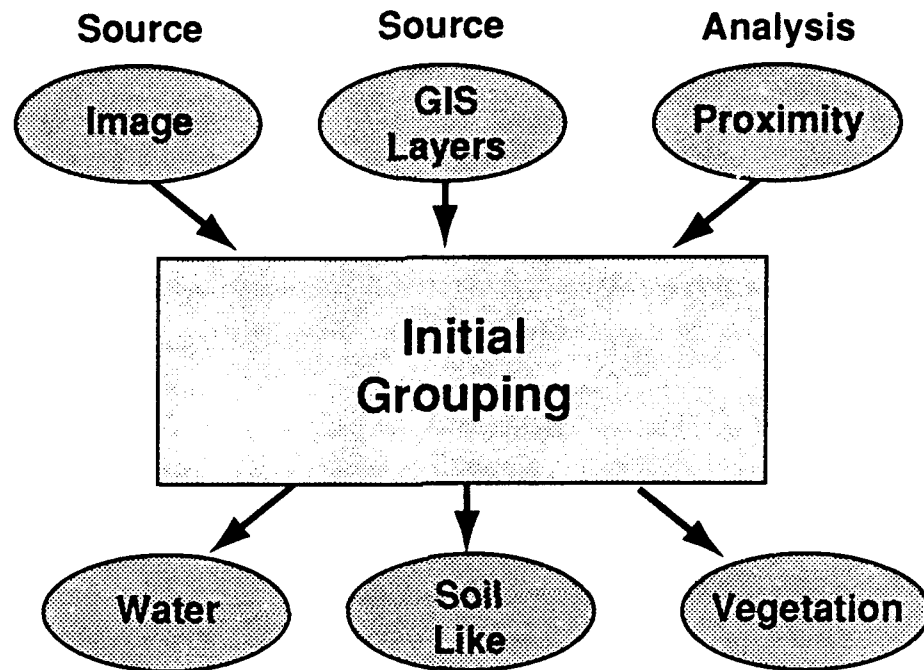 Source
Source
Analysis
Image
GIS
Layers
Proximity
Initial
Grouping
Water
Soil
Like
Vegetation